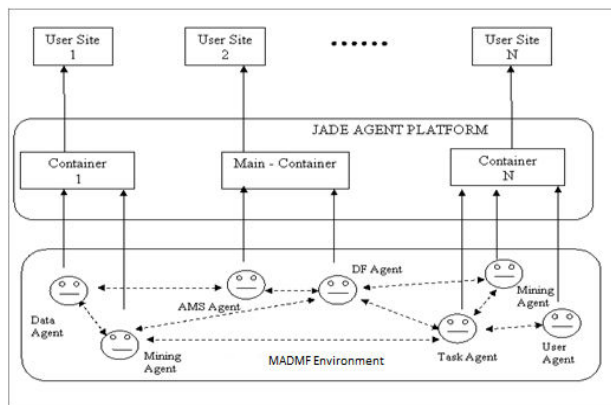 User Site
1
User Site
2
User Site
N
JADE AGENT PLATFORM
Container
1
Main - Container
Container
N
DF Agent
AMS Agent
Mining
Agent
Data
Agent
Mining
Agent
Task Agent
User
Agent
MADMF Environment